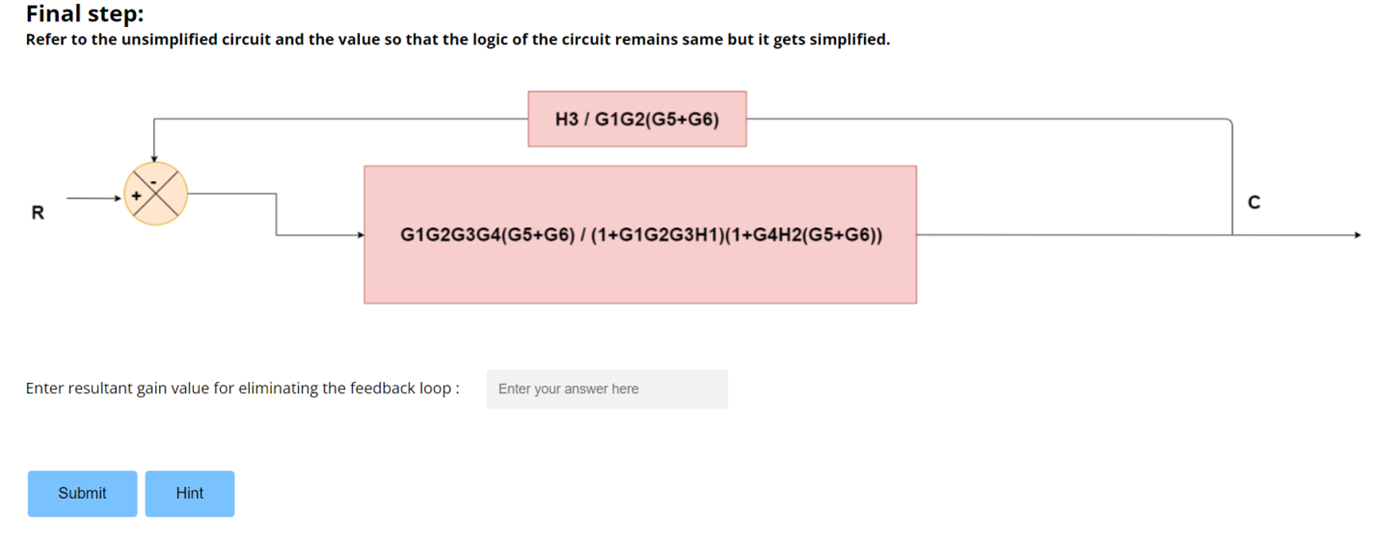 Final step:
Refer to the unsimplified circuit and the value so that the logic of the circuit remains same but it gets simplified.
H3 / G1G2(G5+G6)
-
+
R
C
G1G2G3G4(G5+G6) / (1+G1G2G3H1)(1+G4H2(G5+G6))
Enter resultant gain value for eliminating the feedback loop :
Enter your answer here
Submit
Hint